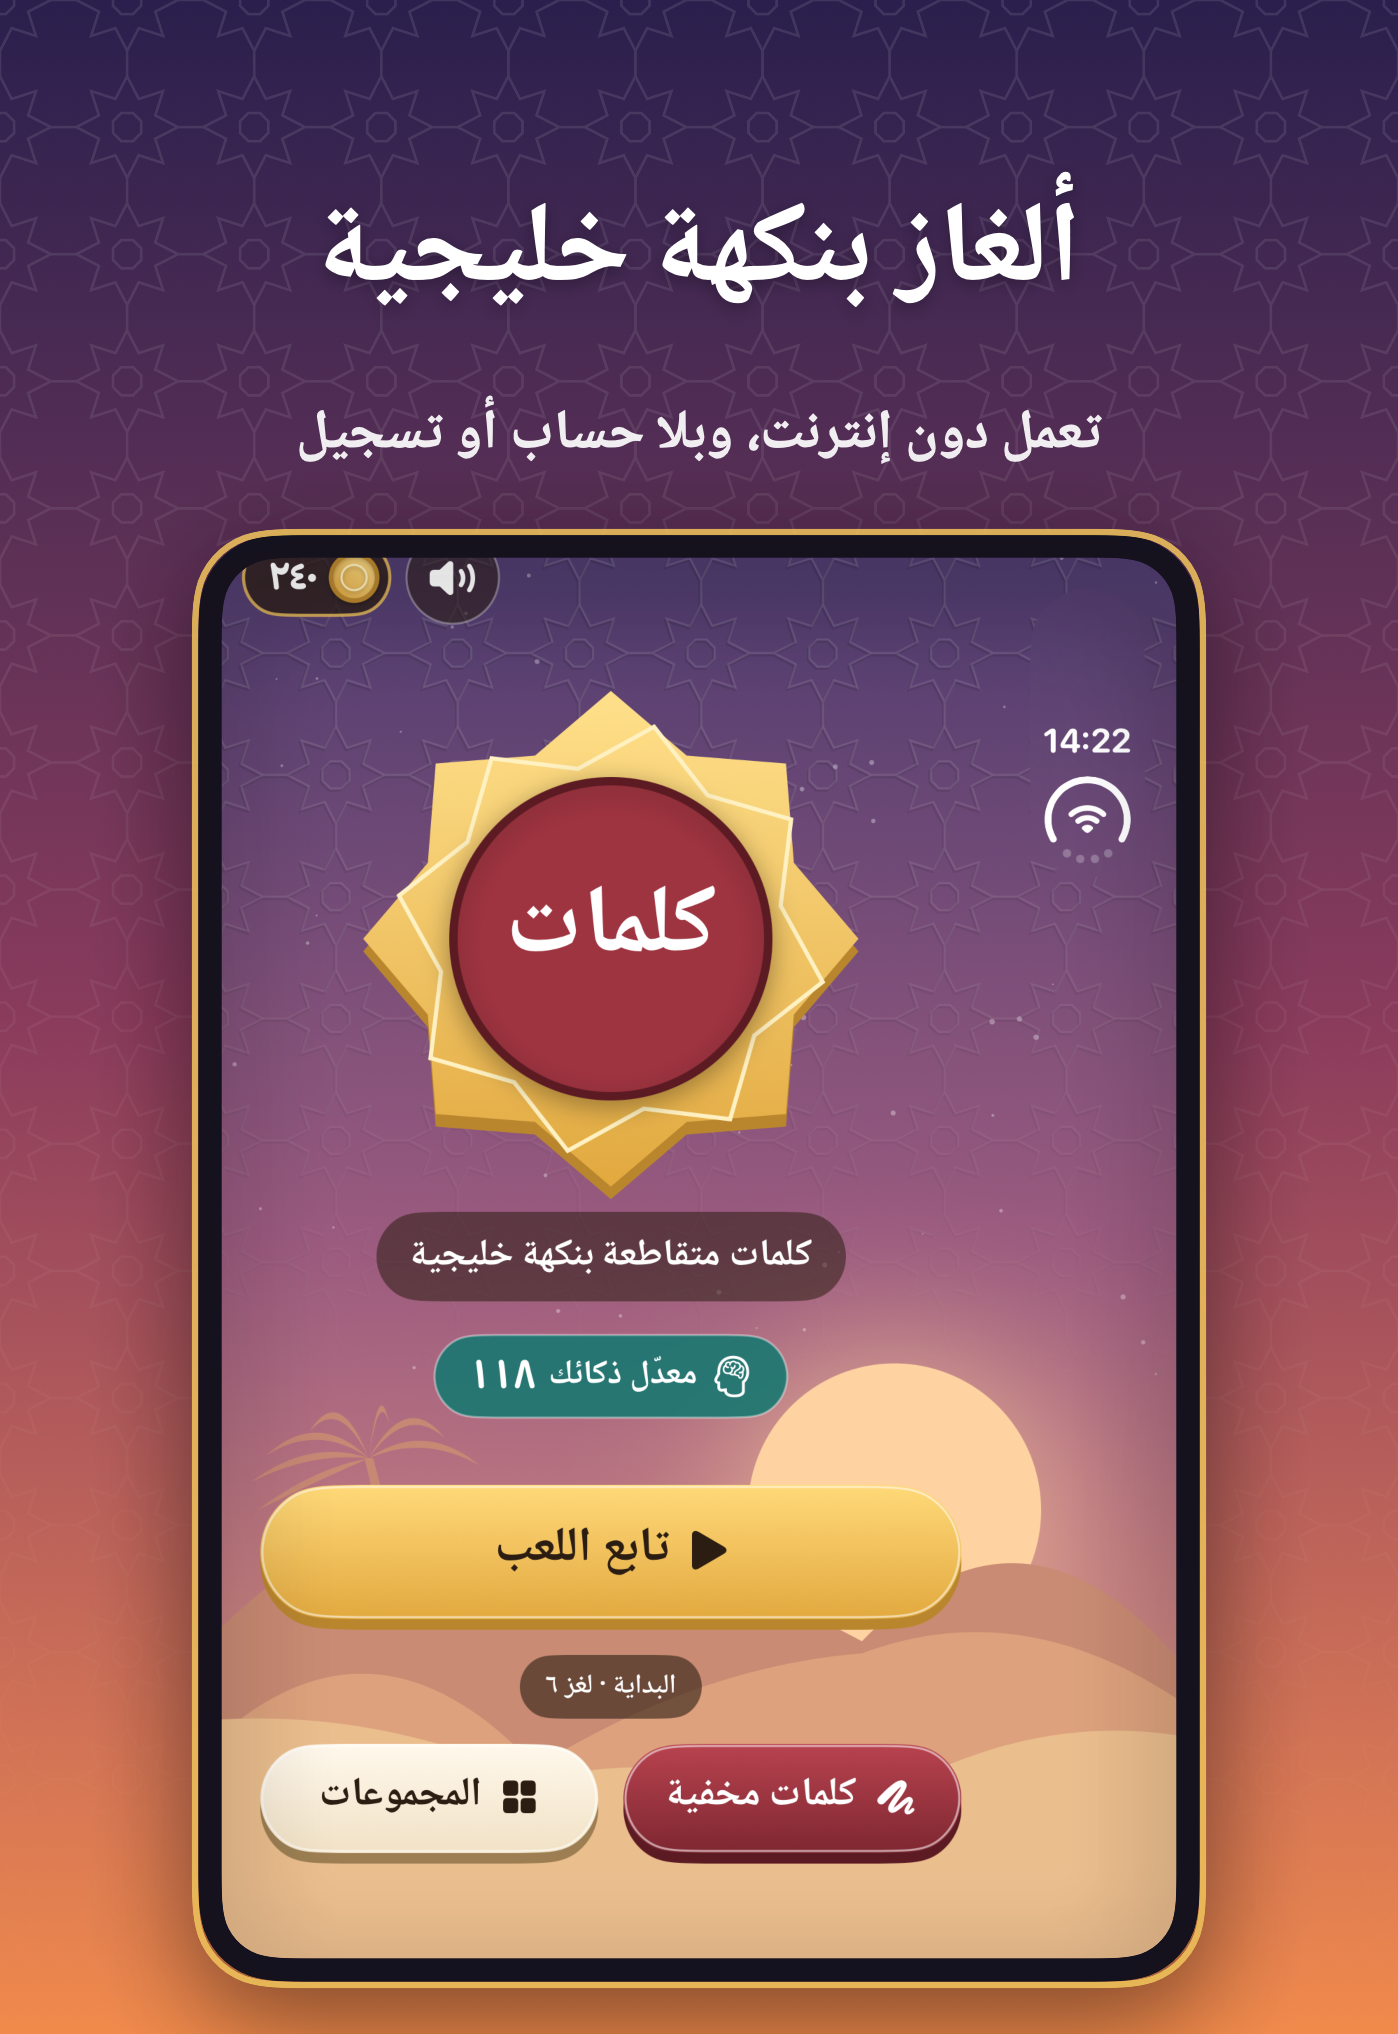 ألغاز بنكهة خليجية
تعمل دون إنترنت، وبلا حساب أو تسجيل
٢٤٠
14:22
كلمات
كلمات متقاطعة بنكهة خليجية
معدّل ذكائك ١١٨
تابع اللعب
البداية · لغز ٦
كلمات مخفية
المجموعات